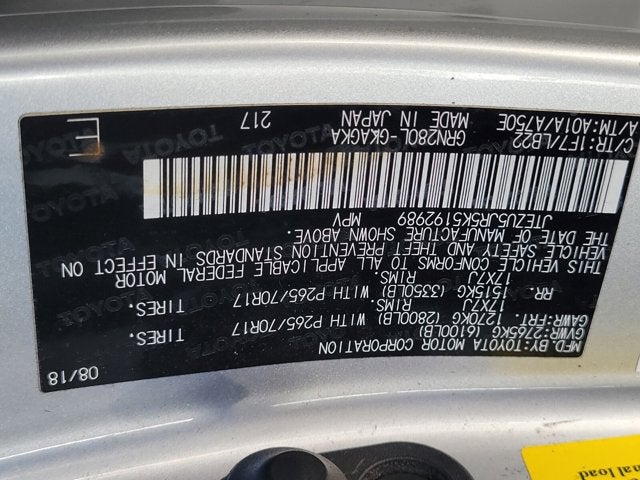 MFD. BY: TOYOTA MOTOR CORPORATION 08/18
GVWR: 2765KG (6100LB)
GAWR: FRT. 1270KG (2800LB) WITH P265/70R17 TIRES.
17X7J RIMS.
RR. 1515KG (3350LB) WITH P265/70R17 TIRES.
17X7J RIMS.
THIS VEHICLE CONFORMS TO ALL APPLICABLE FEDERAL MOTOR
VEHICLE SAFETY AND THEFT PREVENTION STANDARDS IN EFFECT ON
THE DATE OF MANUFACTURE SHOWN ABOVE.
JTEZU5JR5K5192989 MPV
C/TR:1F7/LB22 GRN280L-GKAGKA 217
A/TM:A01A/A750E MADE IN JAPAN
load